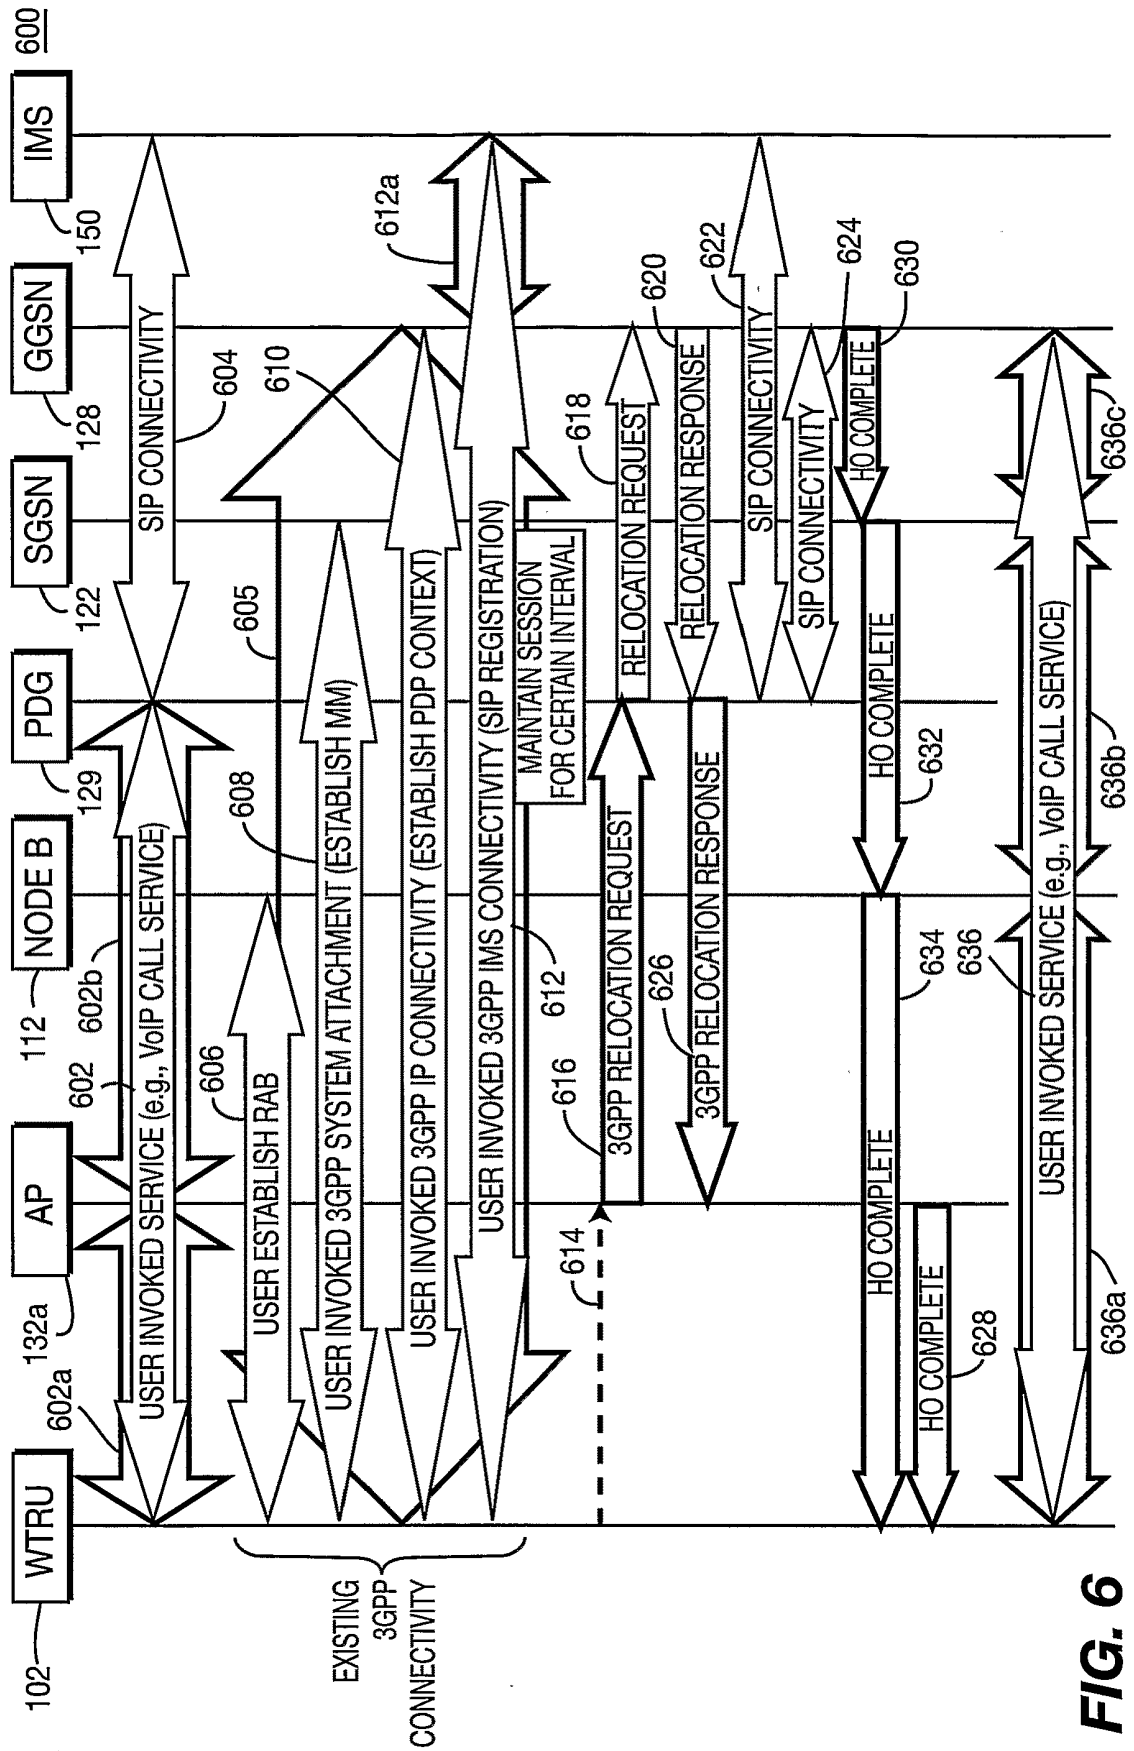 600
WTRU
AP
NODE B
PDG
SGSN
GGSN
IMS
102
132a
112
129
122
128
150
602a
602
602b
USER INVOKED SERVICE (e.g., VoIP CALL SERVICE)
SIP CONNECTIVITY
604
605
606
USER ESTABLISH RAB
608
USER INVOKED 3GPP SYSTEM ATTACHMENT (ESTABLISH MM)
610
USER INVOKED 3GPP IP CONNECTIVITY (ESTABLISH PDP CONTEXT)
612a
USER INVOKED 3GPP IMS CONNECTIVITY (SIP REGISTRATION)
612
EXISTING
3GPP
CONNECTIVITY
MAINTAIN SESSION
FOR CERTAIN INTERVAL
614
616
3GPP RELOCATION REQUEST
618
RELOCATION REQUEST
620
RELOCATION RESPONSE
626
3GPP RELOCATION RESPONSE
622
SIP CONNECTIVITY
624
SIP CONNECTIVITY
630
HO COMPLETE
HO COMPLETE
632
HO COMPLETE
634
HO COMPLETE
628
636
USER INVOKED SERVICE (e.g., VoIP CALL SERVICE)
636a
636b
636c
FIG. 6